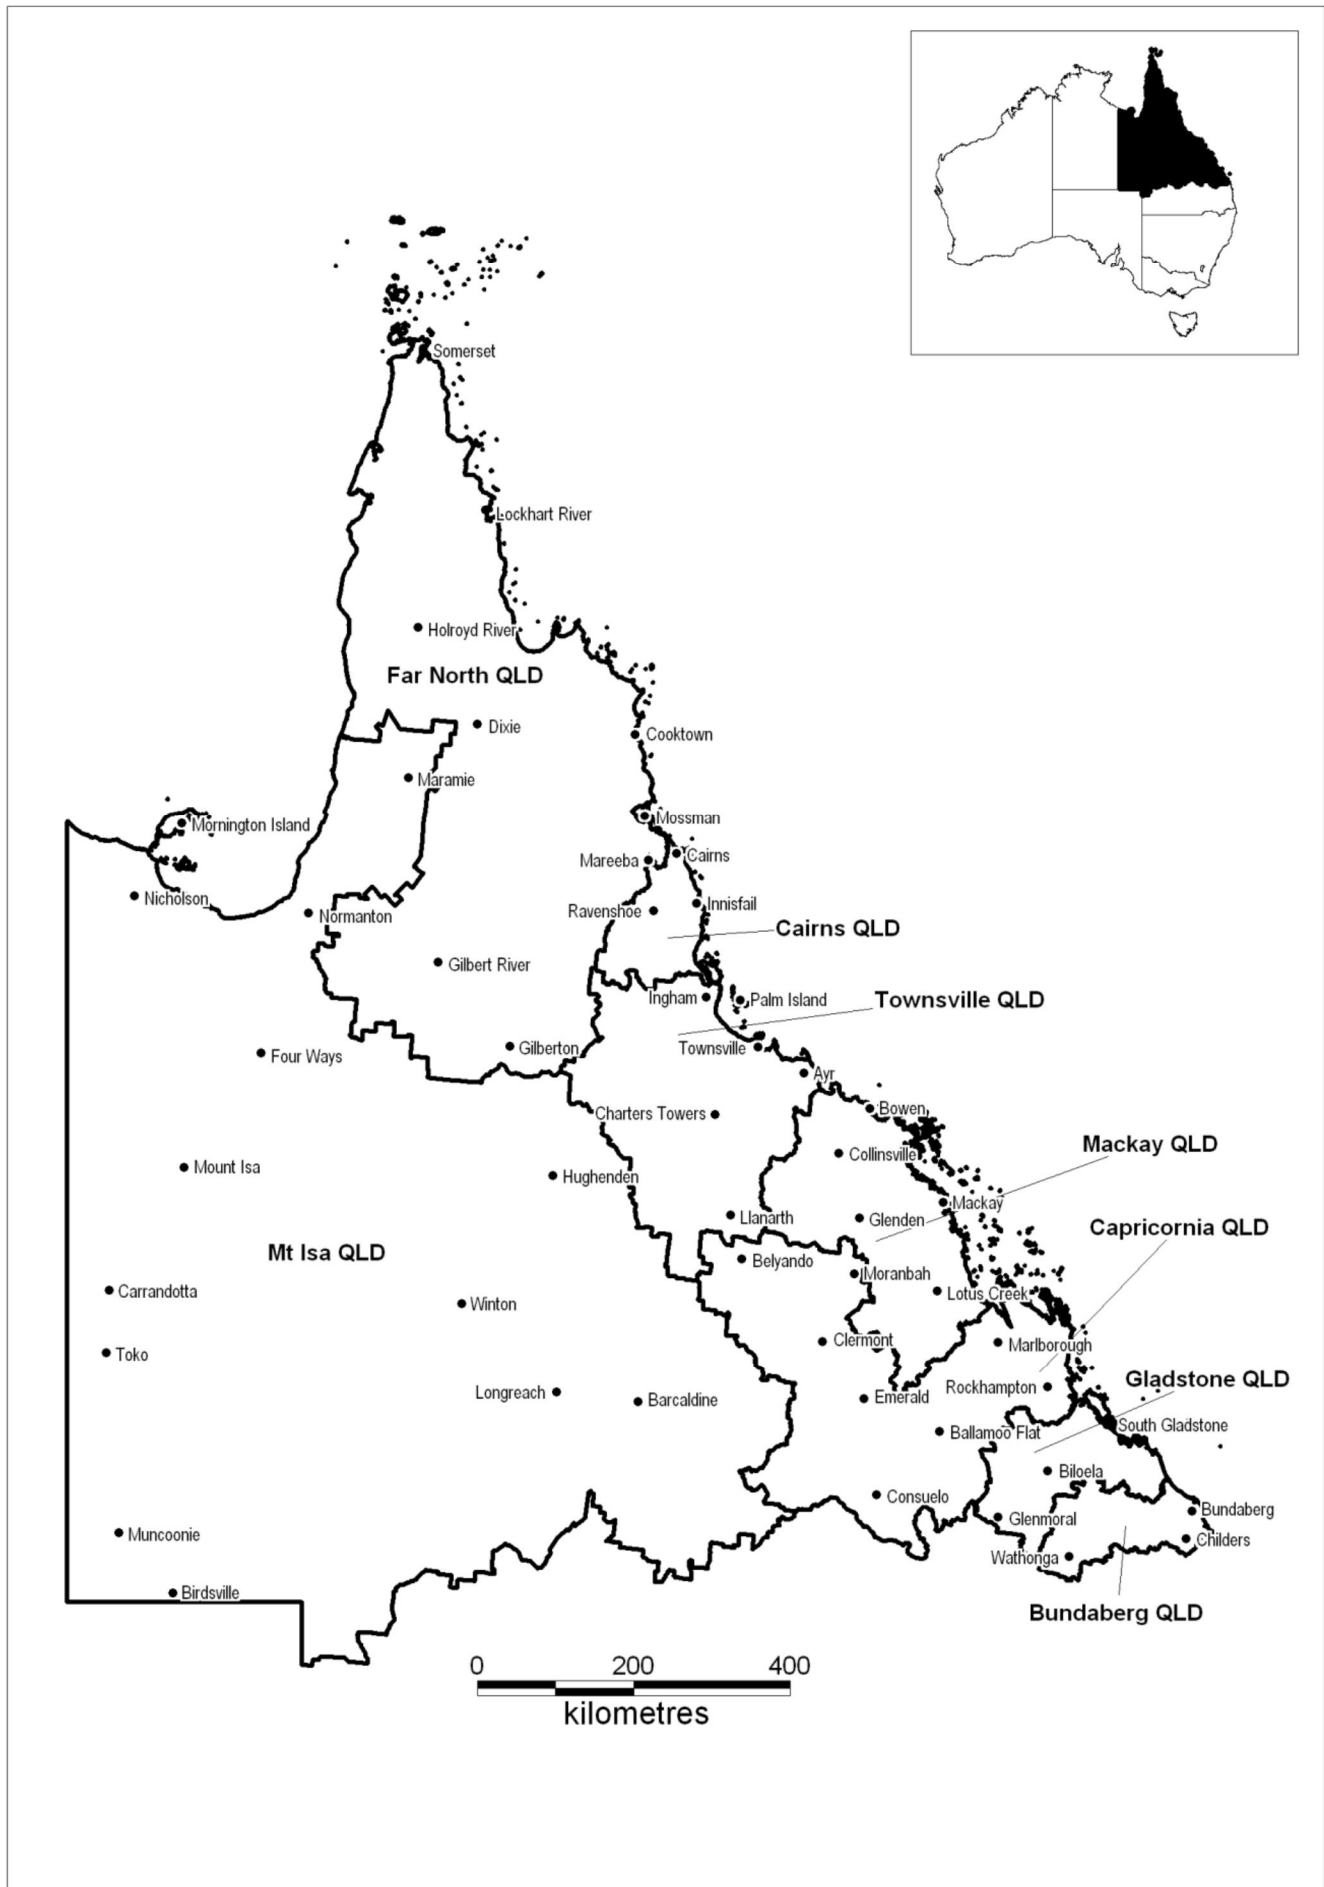 Somerset
Lockhart River
Holroyd River
Far North QLD
Dixie
Cooktown
Maramie
Mossman
Mornington Island
Cairns
Mareeba
Nicholson
Innisfail
Ravenshoe
Normanton
Cairns QLD
Gilbert River
Ingham
Palm Island
Townsville QLD
Gilberton
Townsville
Four Ways
Ayr
Bowen
Charters Towers
Mackay QLD
Collinsville
Mount Isa
Hughenden
Mackay
Llanarth
Glenden
Capricornia QLD
Mt Isa QLD
Belyando
Moranbah
Carrandotta
Lotus Creek
Winton
Clermont
Marlborough
Toko
Gladstone QLD
Rockhampton
Longreach
Barcaldine
Emerald
South Gladstone
Ballamoo Flat
Biloela
Consuelo
Bundaberg
Glenmoral
Muncoonie
Childers
Wathonga
Birdsville
Bundaberg QLD
0 200 400
kilometres